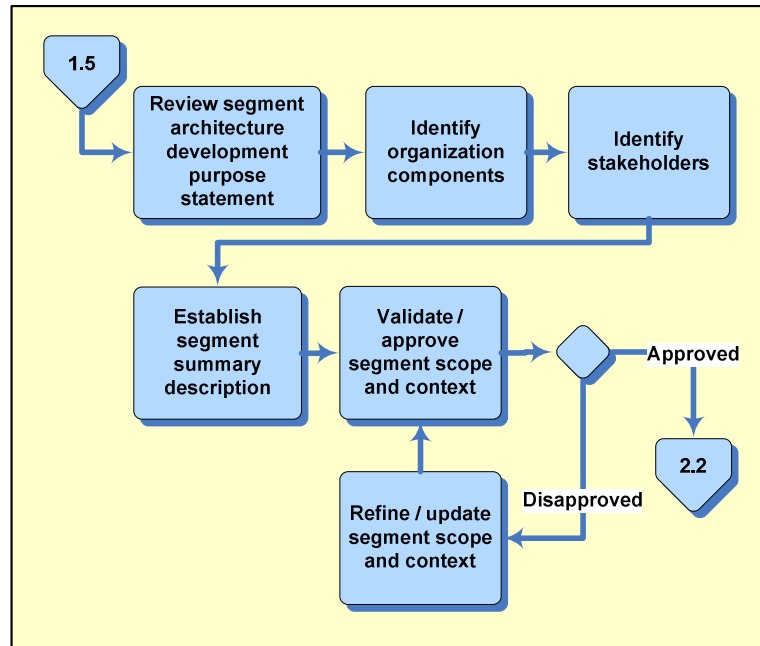 1.5
Review segment
architecture
development
purpose
statement
Identify
organization
components
Identify
stakeholders
Establish
segment
summary
description
Validate /
approve
segment scope
and context
Approved
2.2
Disapproved
Refine / update
segment scope
and context